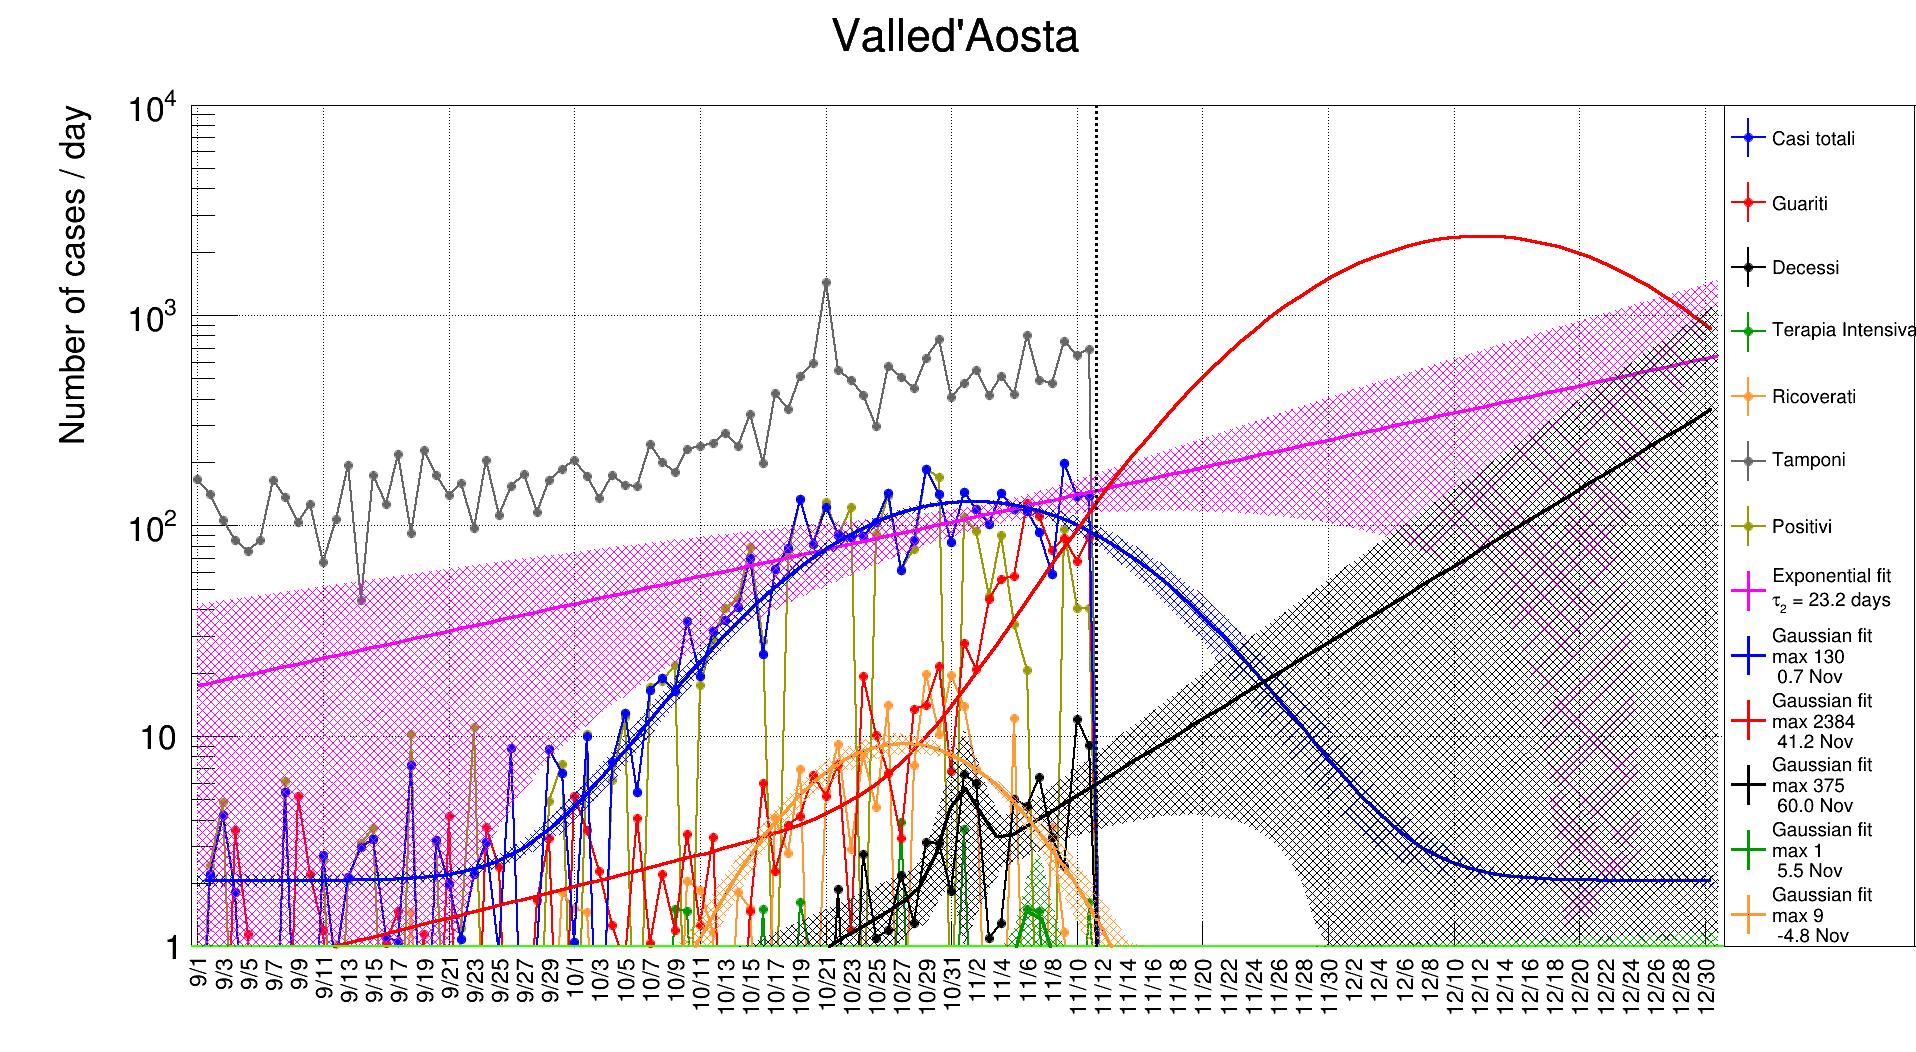 Valled'Aosta
Number of cases / day
10⁴
10³
10²
10
1
9/1
9/3
9/5
9/7
9/9
9/11
9/13
9/15
9/17
9/19
9/21
9/23
9/25
9/27
9/29
10/1
10/3
10/5
10/7
10/9
10/11
10/13
10/15
10/17
10/19
10/21
10/23
10/25
10/27
10/29
10/31
11/2
11/4
11/6
11/8
11/10
11/12
11/14
11/16
11/18
11/20
11/22
11/24
11/26
11/28
11/30
12/2
12/4
12/6
12/8
12/10
12/12
12/14
12/16
12/18
12/20
12/22
12/24
12/26
12/28
12/30
Casi totali
Guariti
Decessi
Terapia Intensiva
Ricoverati
Tamponi
Positivi
Exponential fit
τ₂ = 23.2 days
Gaussian fit
max 130
0.7 Nov
Gaussian fit
max 2384
41.2 Nov
Gaussian fit
max 375
60.0 Nov
Gaussian fit
max 1
5.5 Nov
Gaussian fit
max 9
-4.8 Nov